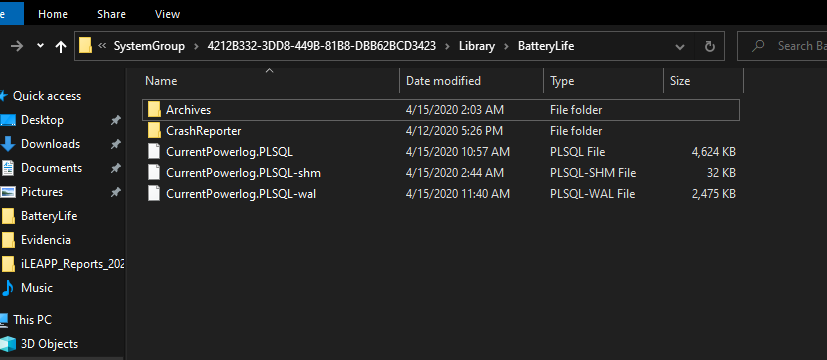 e Home Share View
« SystemGroup > 4212B332-3DD8-449B-81B8-DBB62BCD3423 > Library > BatteryLife
Search Ba
Name Date modified Type Size
Quick access
Desktop
Downloads
Documents
Pictures
BatteryLife
Evidencia
iLEAPP_Reports_202
Music
This PC
3D Objects
Archives 4/15/2020 2:03 AM File folder
CrashReporter 4/12/2020 5:26 PM File folder
CurrentPowerlog.PLSQL 4/15/2020 10:57 AM PLSQL File 4,624 KB
CurrentPowerlog.PLSQL-shm 4/15/2020 2:44 AM PLSQL-SHM File 32 KB
CurrentPowerlog.PLSQL-wal 4/15/2020 11:40 AM PLSQL-WAL File 2,475 KB